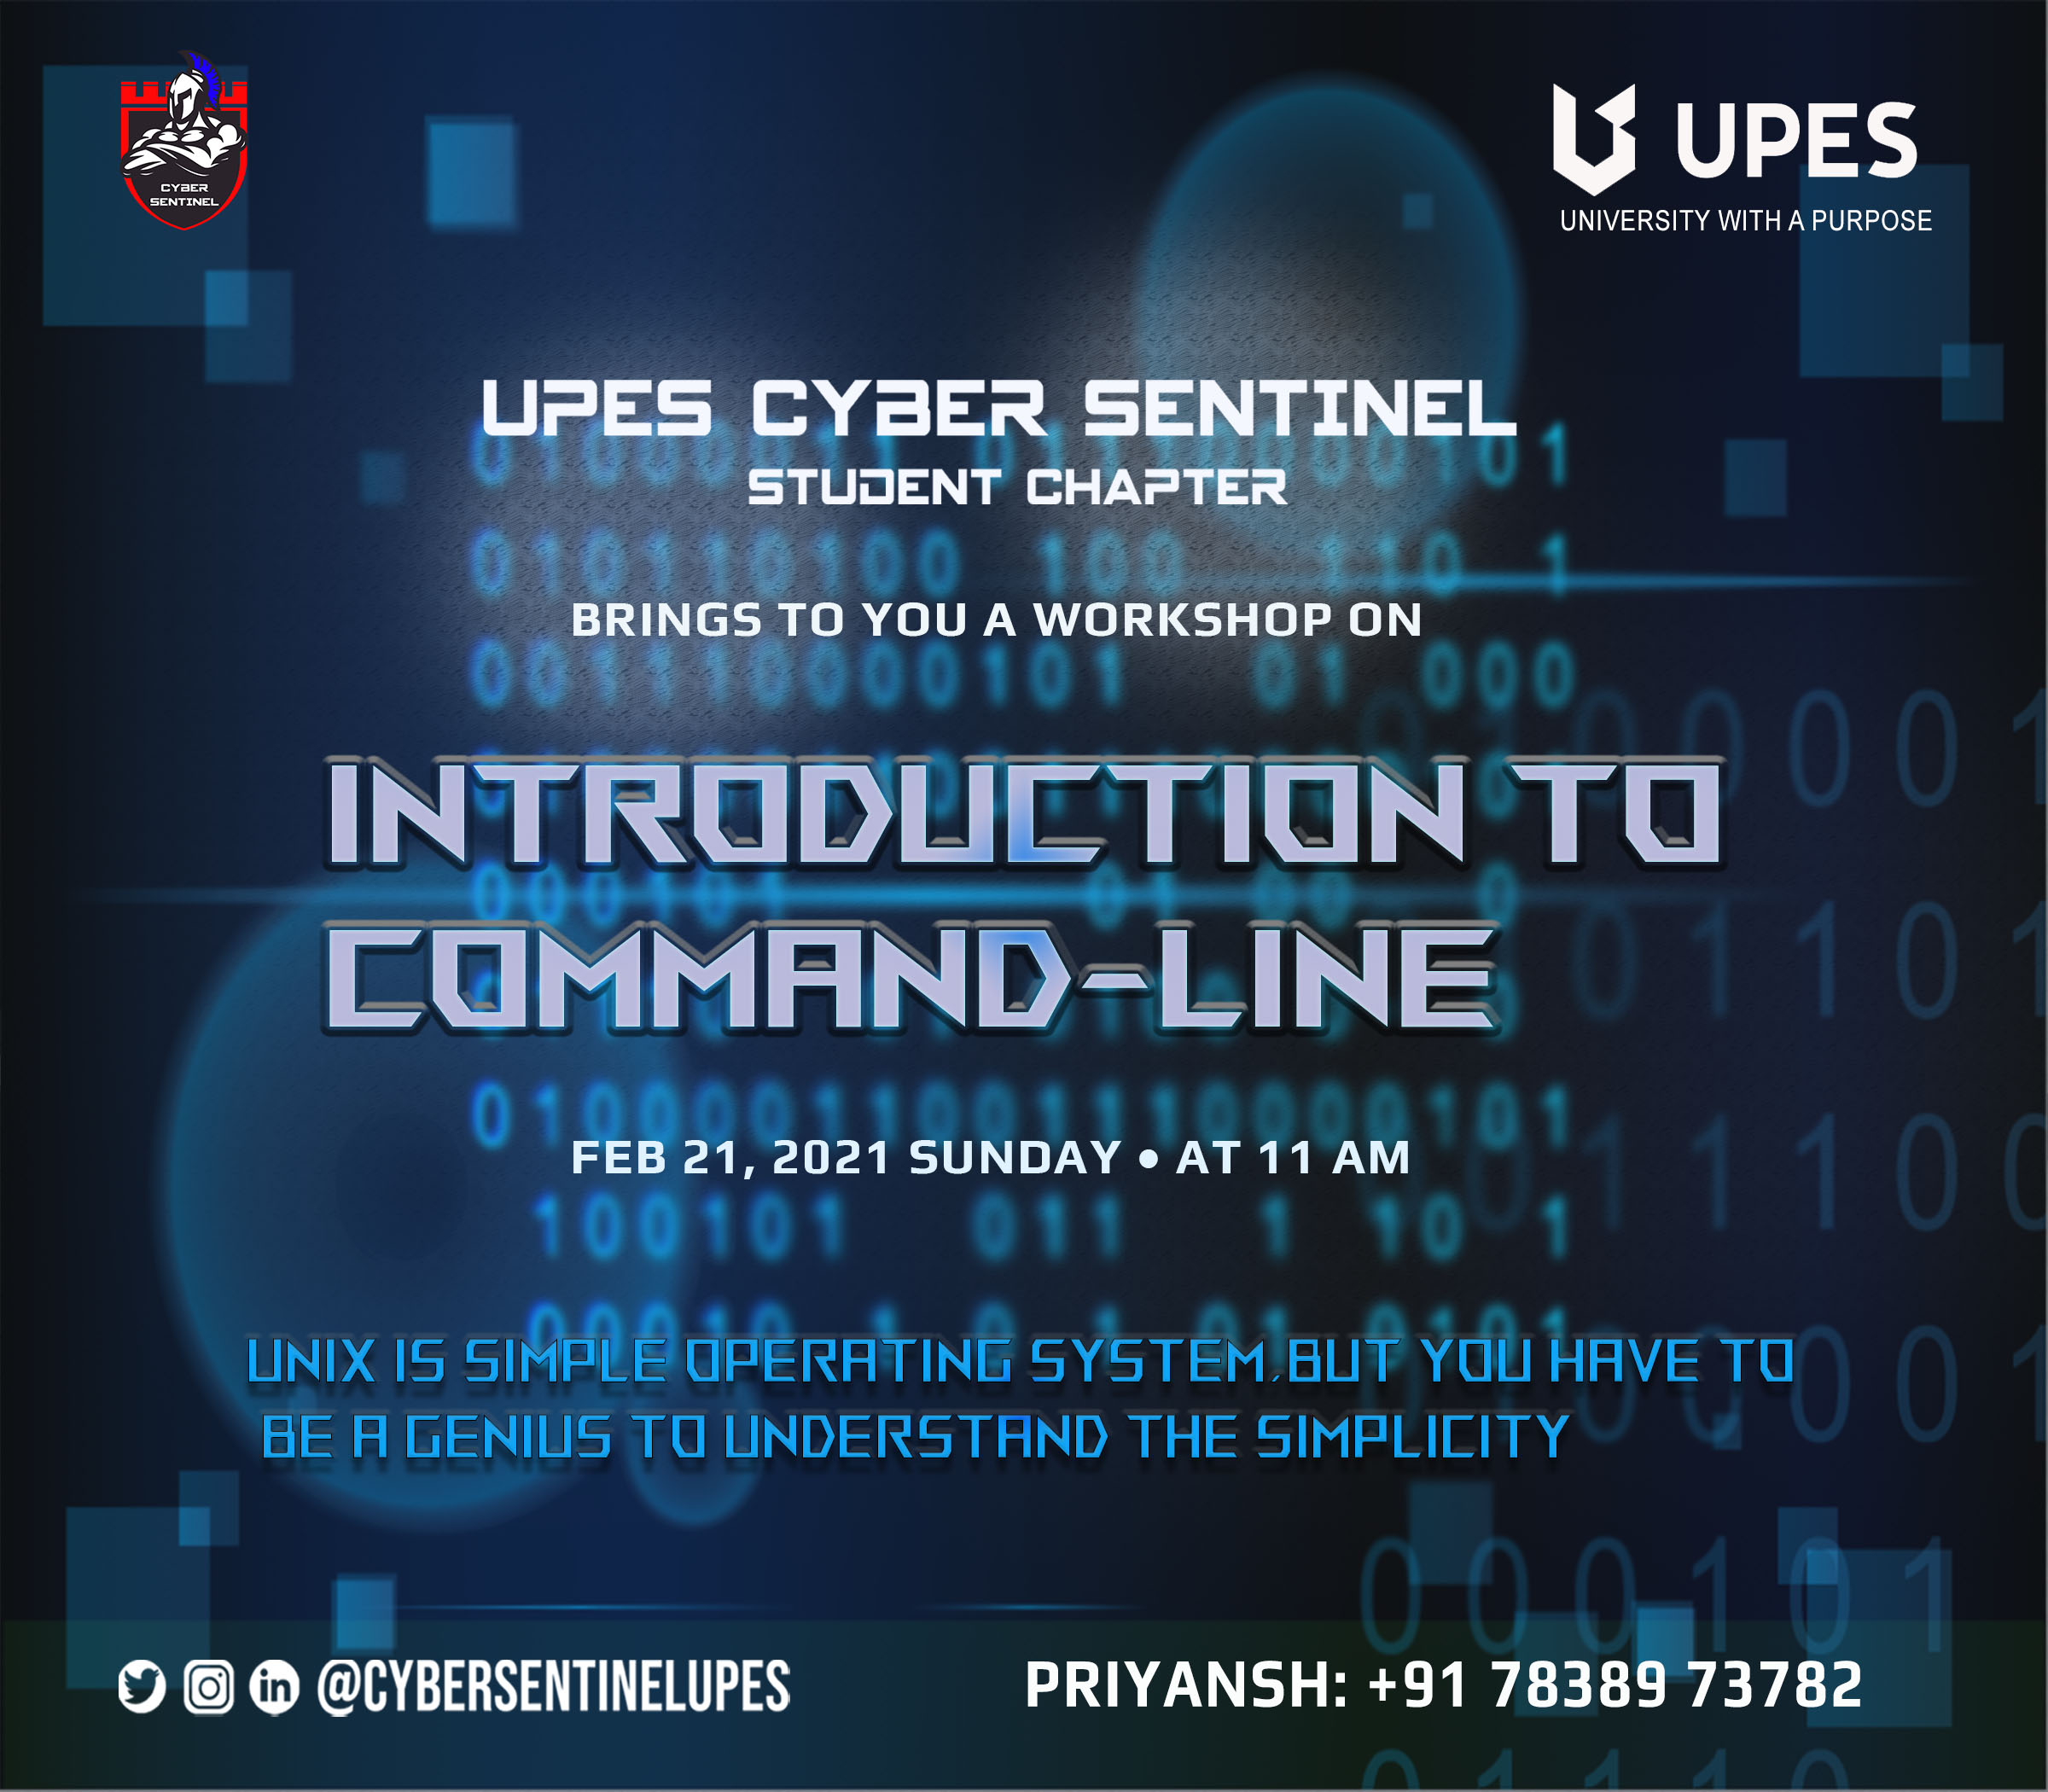 CYBER
SENTINEL
UPES
UNIVERSITY WITH A PURPOSE
UPES CYBER SENTINEL
STUDENT CHAPTER
BRINGS TO YOU A WORKSHOP ON
INTRODUCTION TO
COMMAND-LINE
FEB 21, 2021 SUNDAY • AT 11 AM
UNIX IS SIMPLE OPERATING SYSTEM,BUT YOU HAVE TO
BE A GENIUS TO UNDERSTAND THE SIMPLICITY
@CYBERSENTINELUPES
PRIYANSH: +91 78389 73782